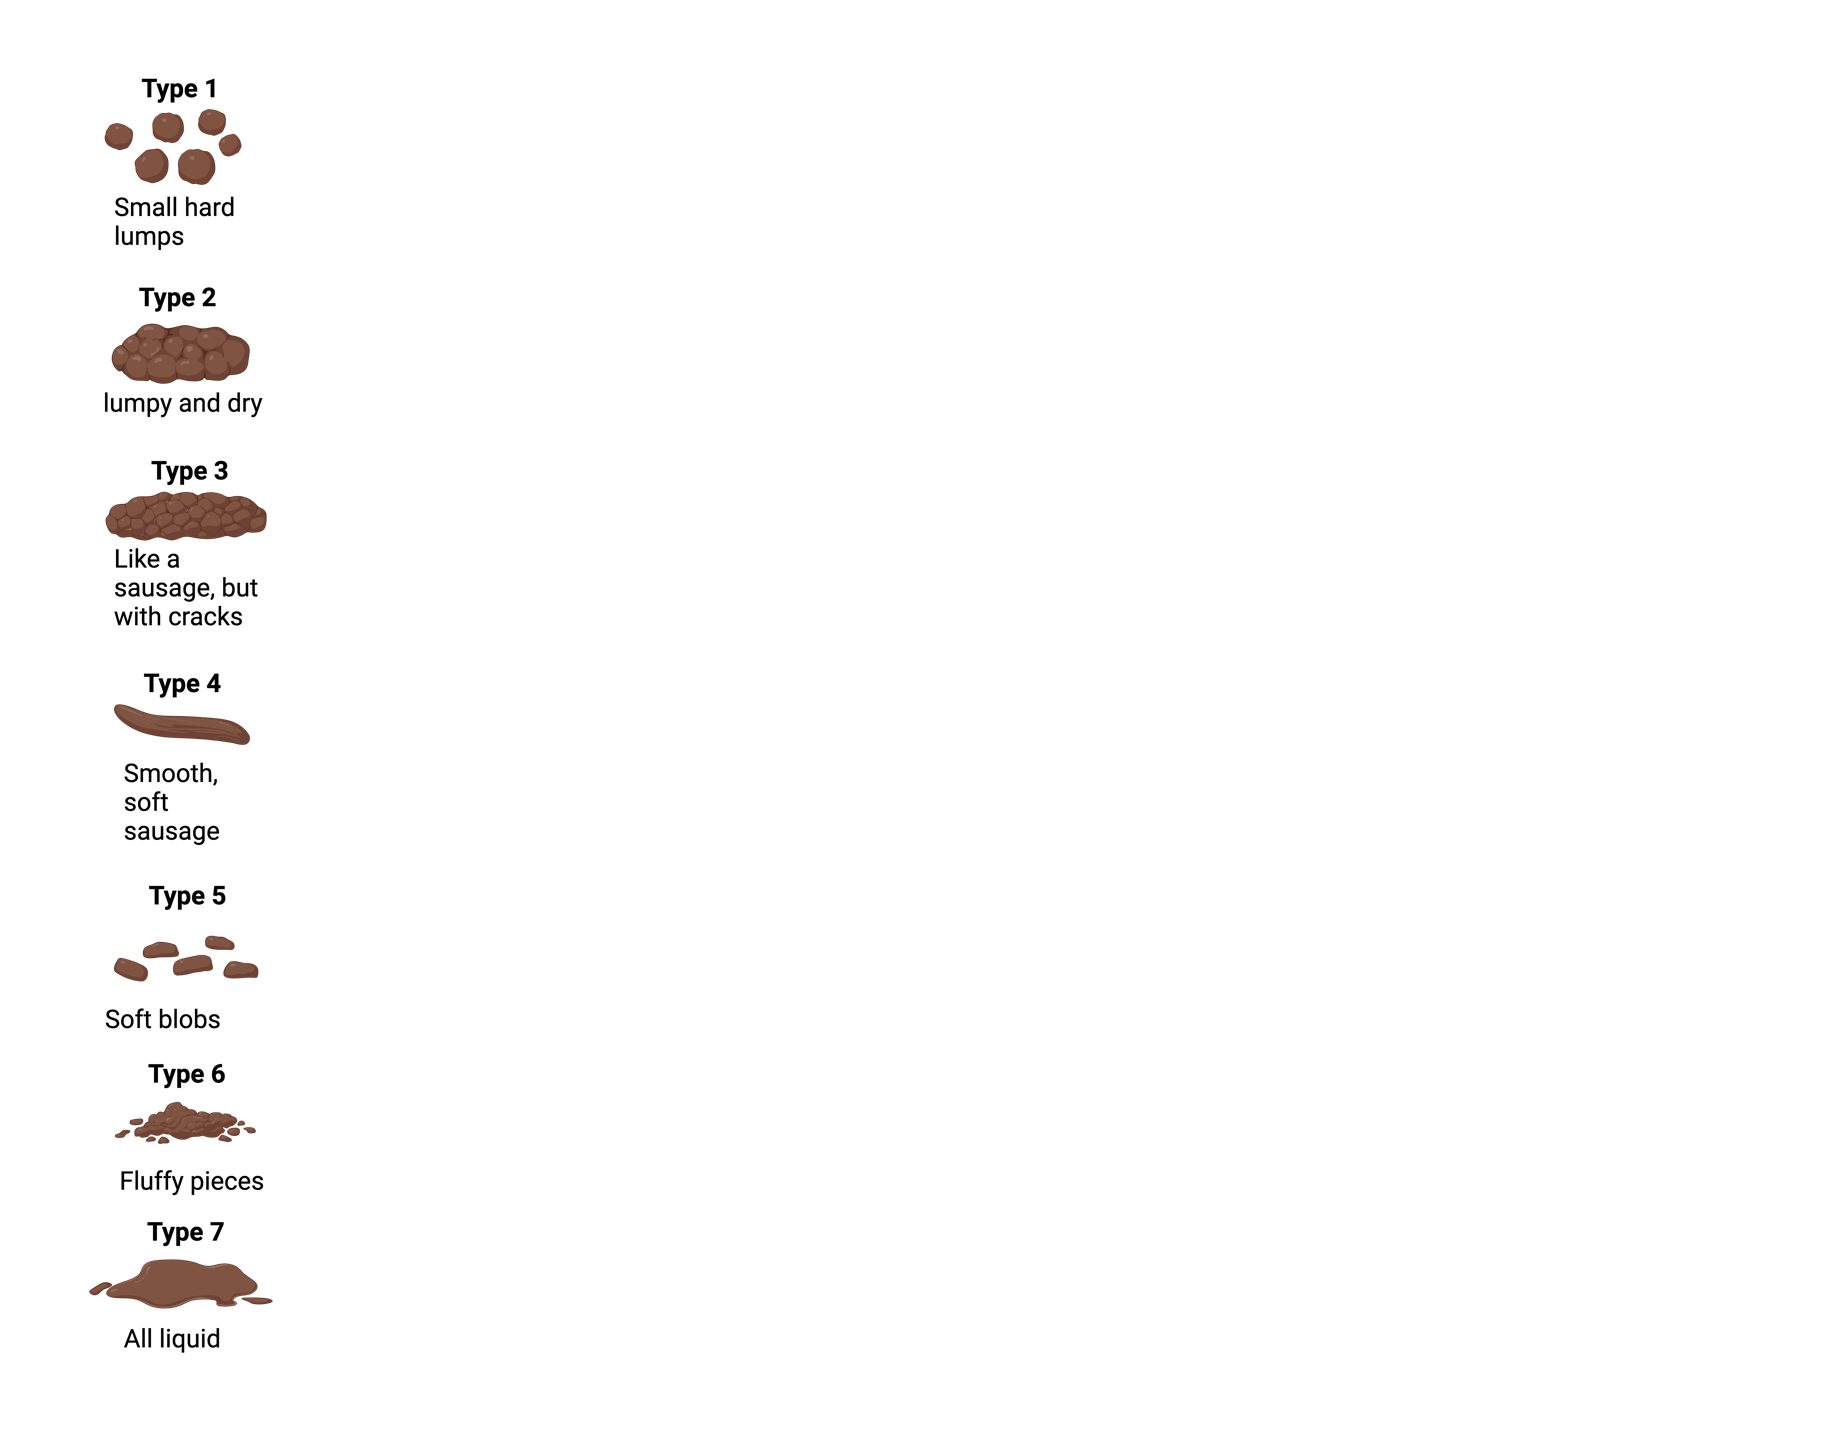 Type 1
Small hard
lumps
Type 2
lumpy and dry
Type 3
Like a
sausage, but
with cracks
Type 4
Smooth,
soft
sausage
Type 5
Soft blobs
Type 6
Fluffy pieces
Type 7
All liquid